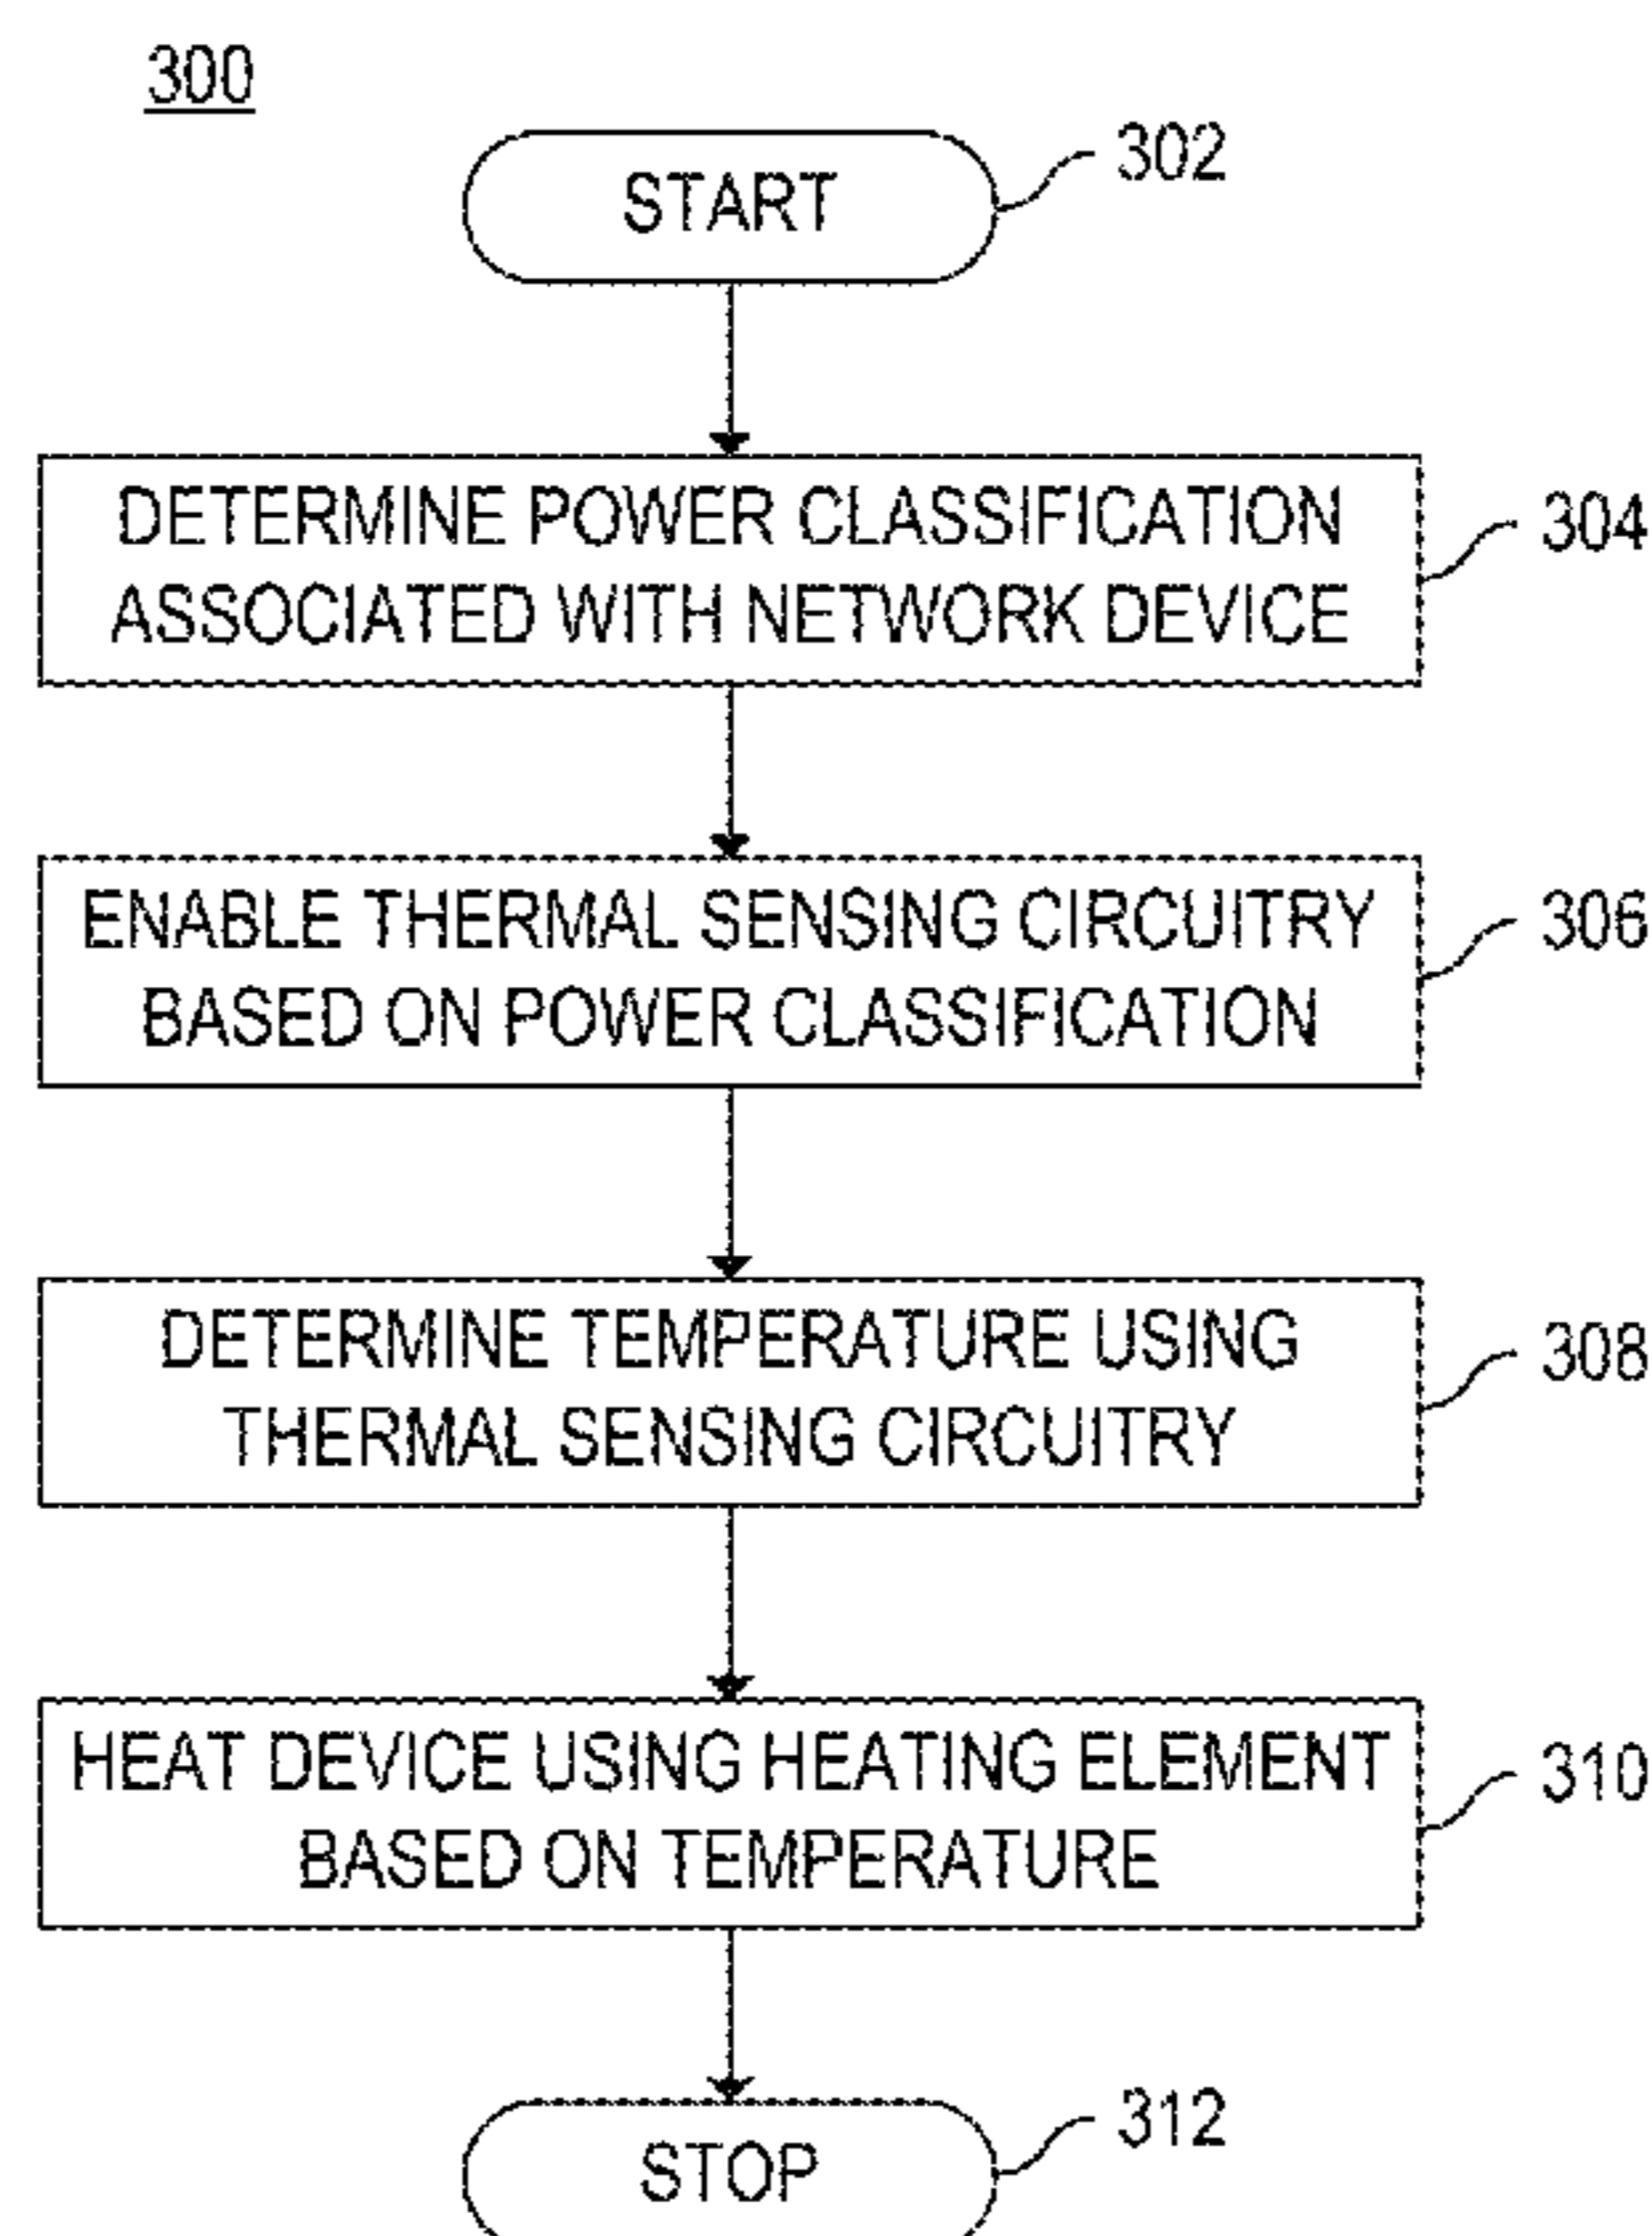 300
START
302
DETERMINE POWER CLASSIFICATION
ASSOCIATED WITH NETWORK DEVICE
304
ENABLE THERMAL SENSING CIRCUITRY
BASED ON POWER CLASSIFICATION
306
DETERMINE TEMPERATURE USING
THERMAL SENSING CIRCUITRY
308
HEAT DEVICE USING HEATING ELEMENT
BASED ON TEMPERATURE
310
STOP
312